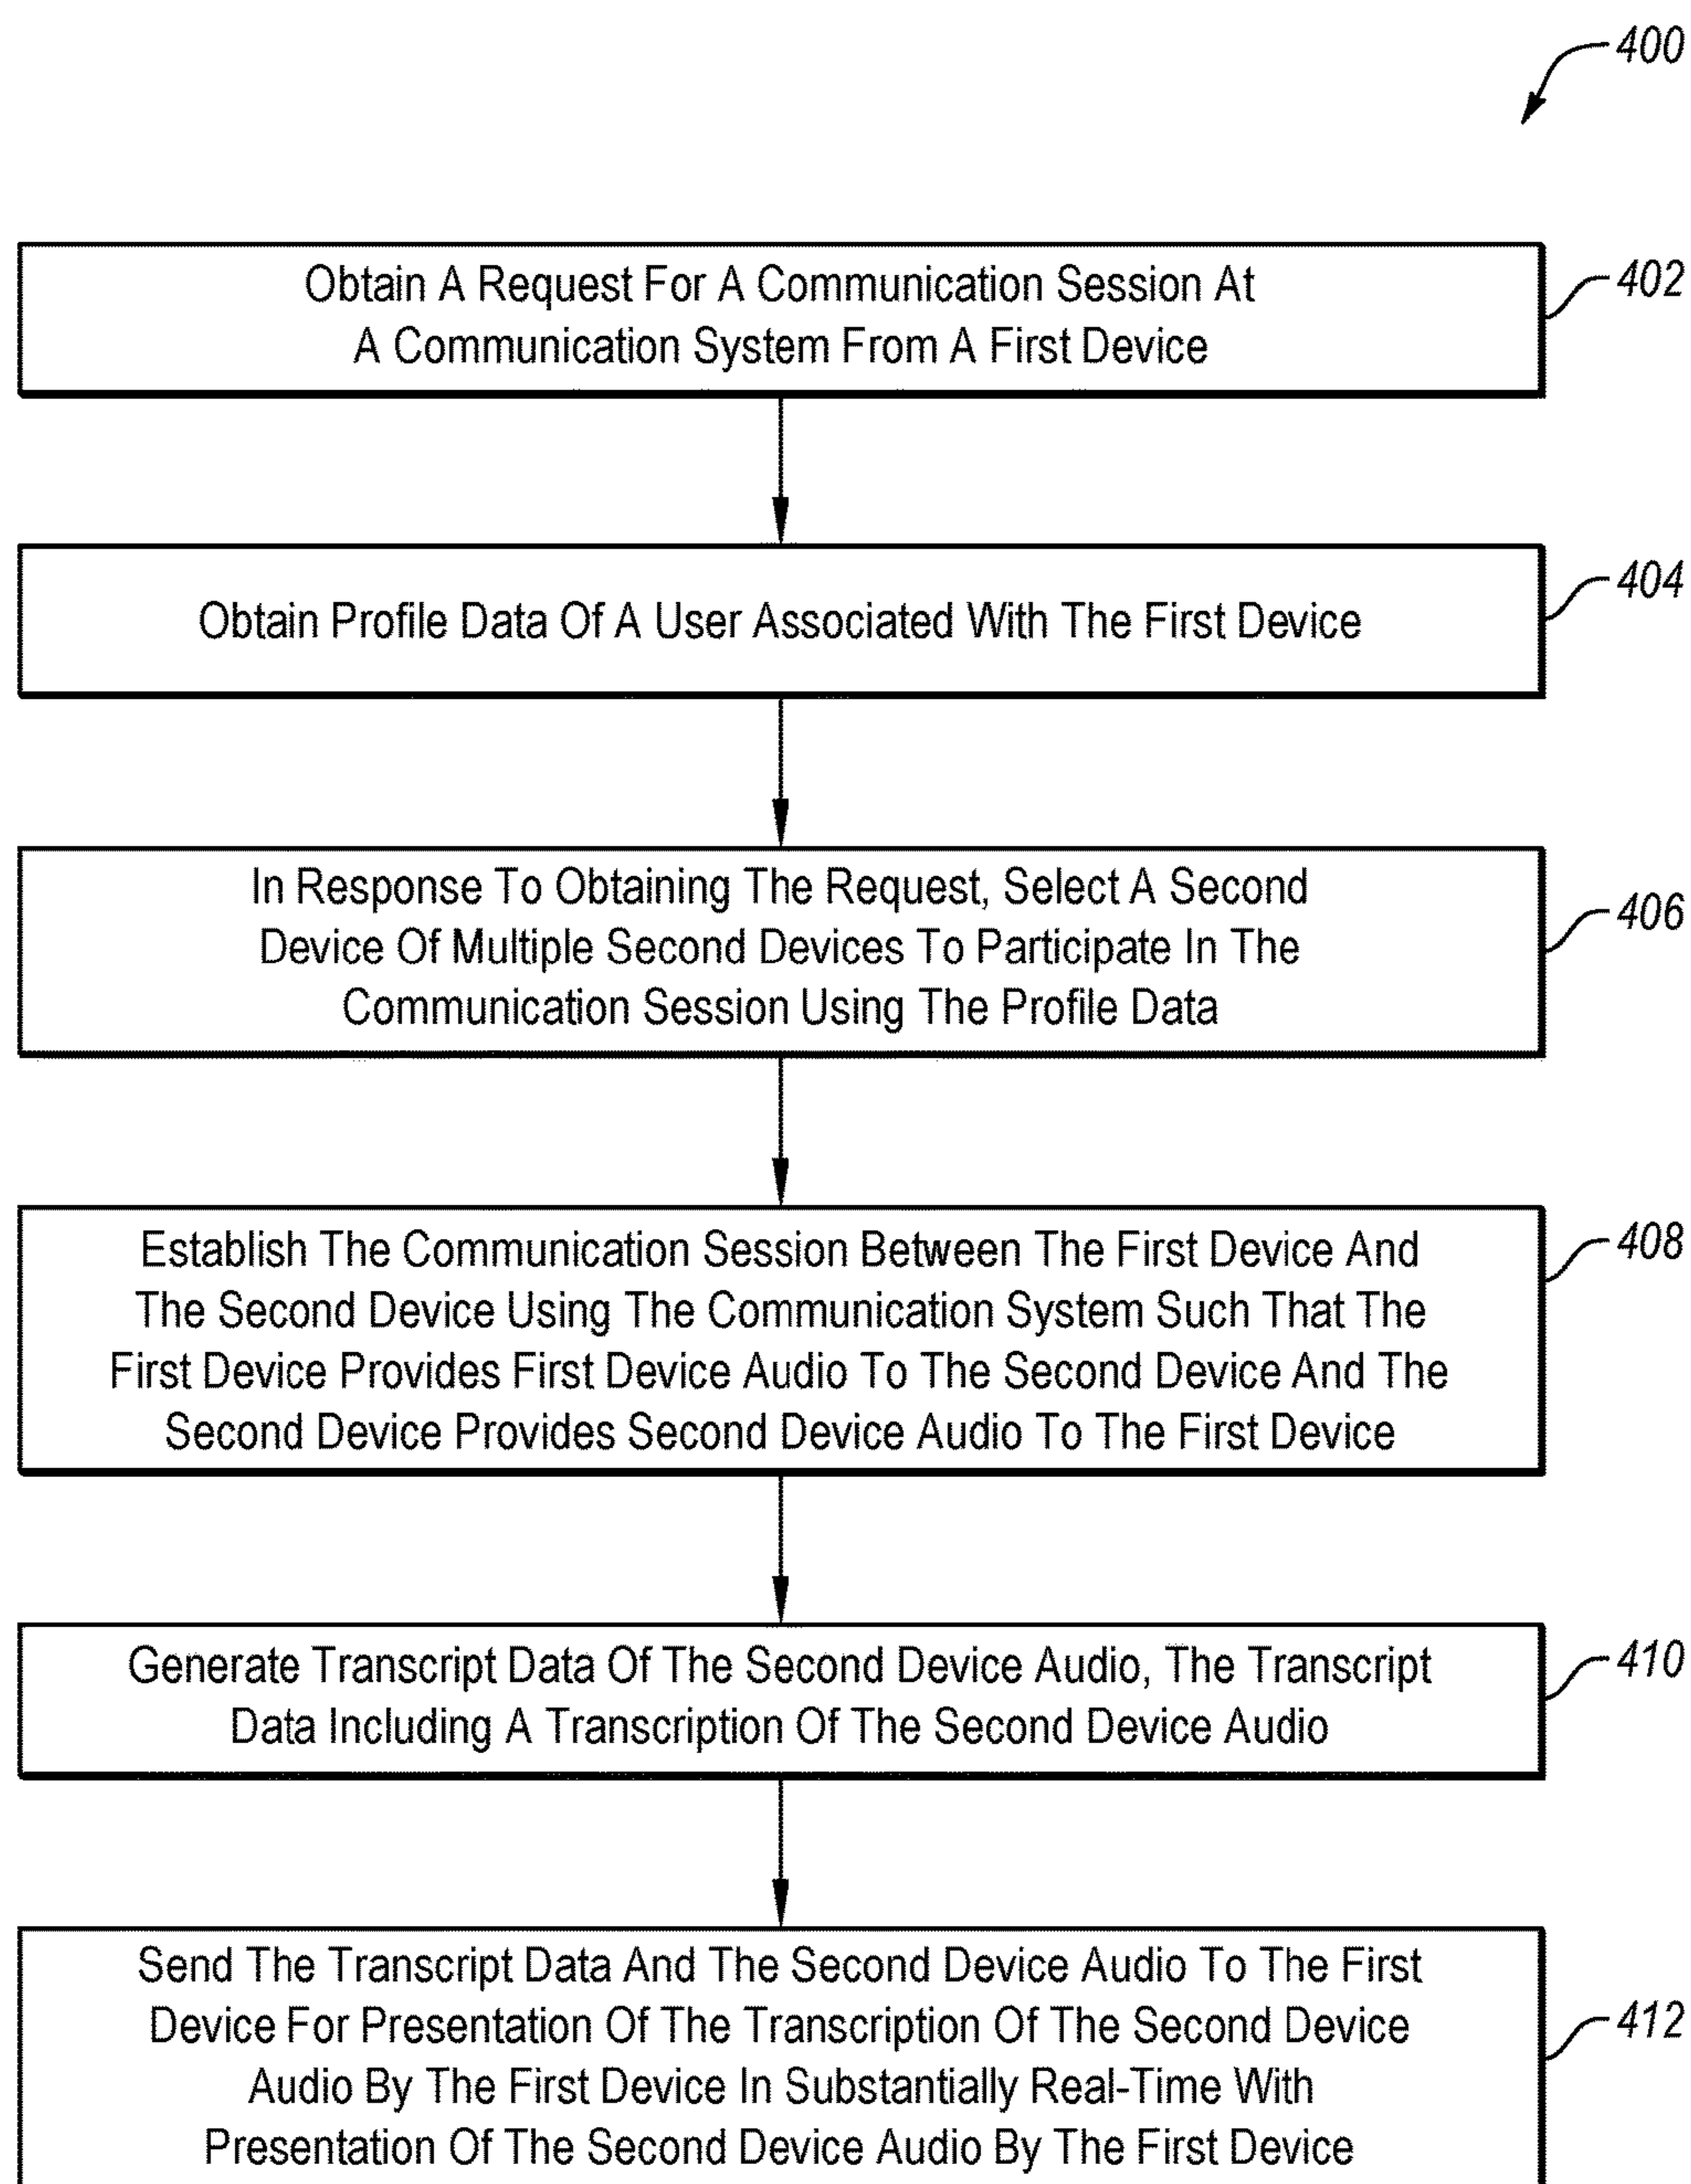 400
Obtain A Request For A Communication Session At
A Communication System From A First Device
402
Obtain Profile Data Of A User Associated With The First Device
404
In Response To Obtaining The Request, Select A Second
Device Of Multiple Second Devices To Participate In The
Communication Session Using The Profile Data
406
Establish The Communication Session Between The First Device And
The Second Device Using The Communication System Such That The
First Device Provides First Device Audio To The Second Device And The
Second Device Provides Second Device Audio To The First Device
408
Generate Transcript Data Of The Second Device Audio, The Transcript
Data Including A Transcription Of The Second Device Audio
410
Send The Transcript Data And The Second Device Audio To The First
Device For Presentation Of The Transcription Of The Second Device
Audio By The First Device In Substantially Real-Time With
Presentation Of The Second Device Audio By The First Device
412